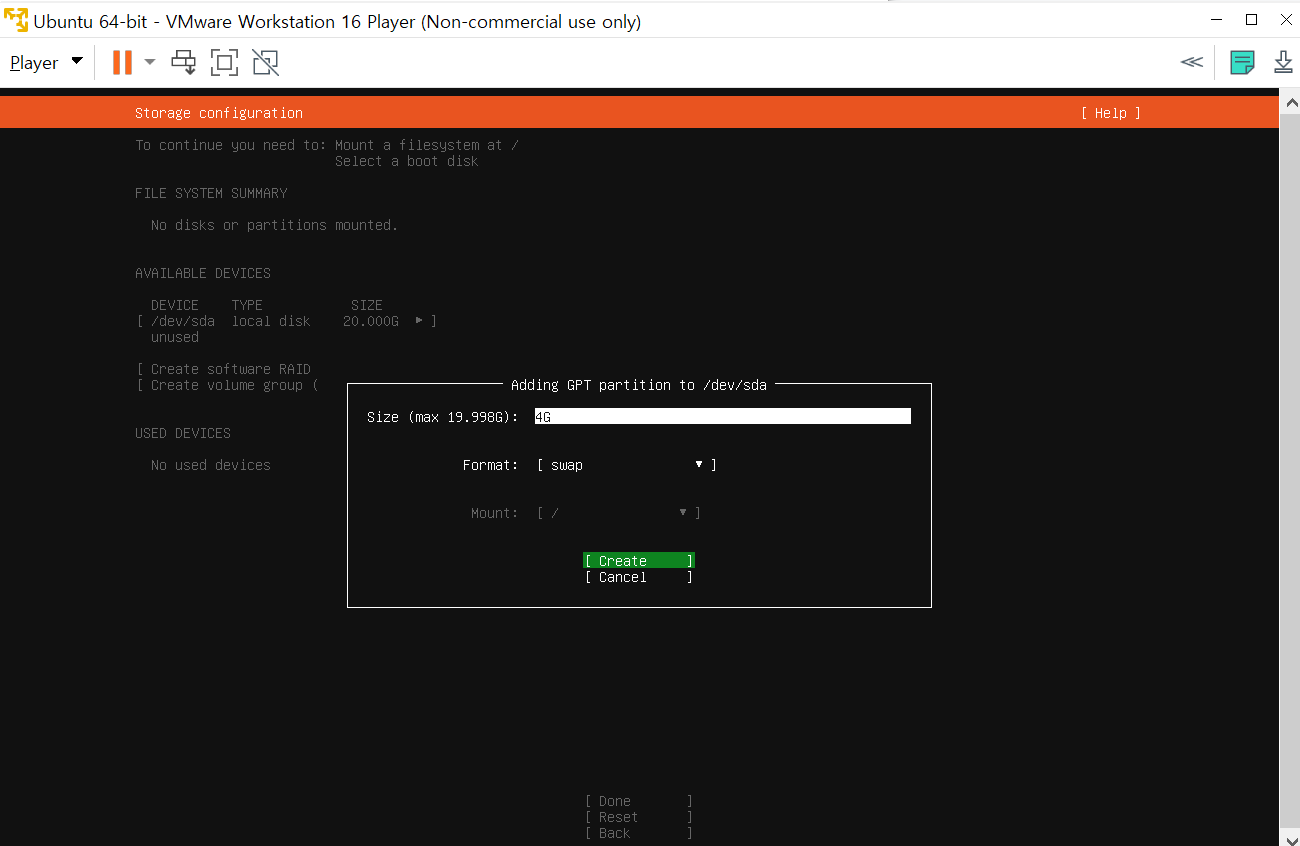 Ubuntu 64-bit - VMware Workstation 16 Player (Non-commercial use only)
Player
Storage configuration [ Help ]
To continue you need to: Mount a filesystem at /
Select a boot disk
FILE SYSTEM SUMMARY
No disks or partitions mounted.
AVAILABLE DEVICES
DEVICE TYPE SIZE
[ /dev/sda local disk 20.000G ▸ ]
unused
[ Create software RAID
[ Create volume group (
Adding GPT partition to /dev/sda
Size (max 19.998G): 4G
USED DEVICES
Format: [ swap ▾ ]
No used devices
Mount: [ / ▾ ]
[ Create ]
[ Cancel ]
[ Done ]
[ Reset ]
[ Back ]